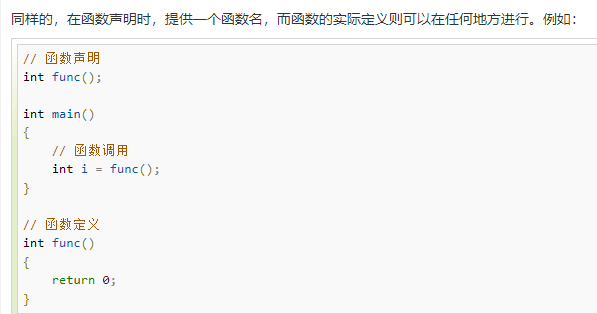 同样的，在函数声明时，提供一个函数名，而函数的实际定义则可以在任何地方进行。例如：
// 函数声明
int func();
int main()
{
    // 函数调用
    int i = func();
}
// 函数定义
int func()
{
    return 0;
}